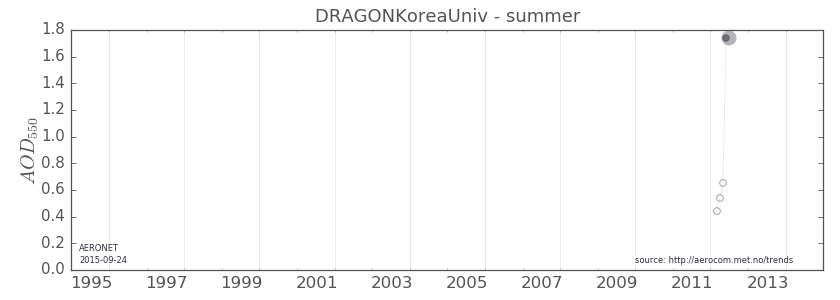 DRAGONKoreaUniv - summer
1.8
1.6
1.4
1.2
1.0
0.8
0.6
0.4
0.2
0.0
AOD550
AERONET
2015-09-24
source: http://aerocom.met.no/trends
1995 1997 1999 2001 2003 2005 2007 2009 2011 2013